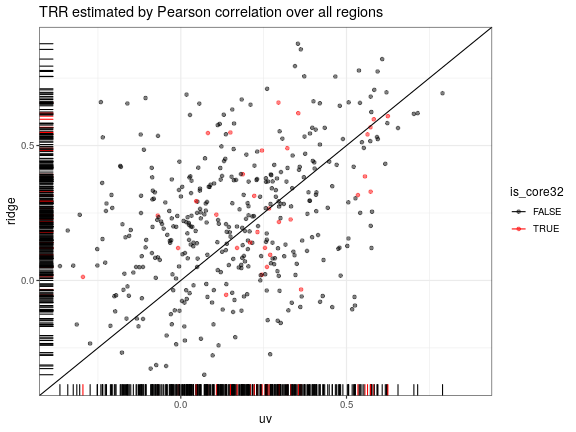 TRR estimated by Pearson correlation over all regions
ridge
0.5
0.0
0.0
0.5
uv
is_core32
FALSE
TRUE